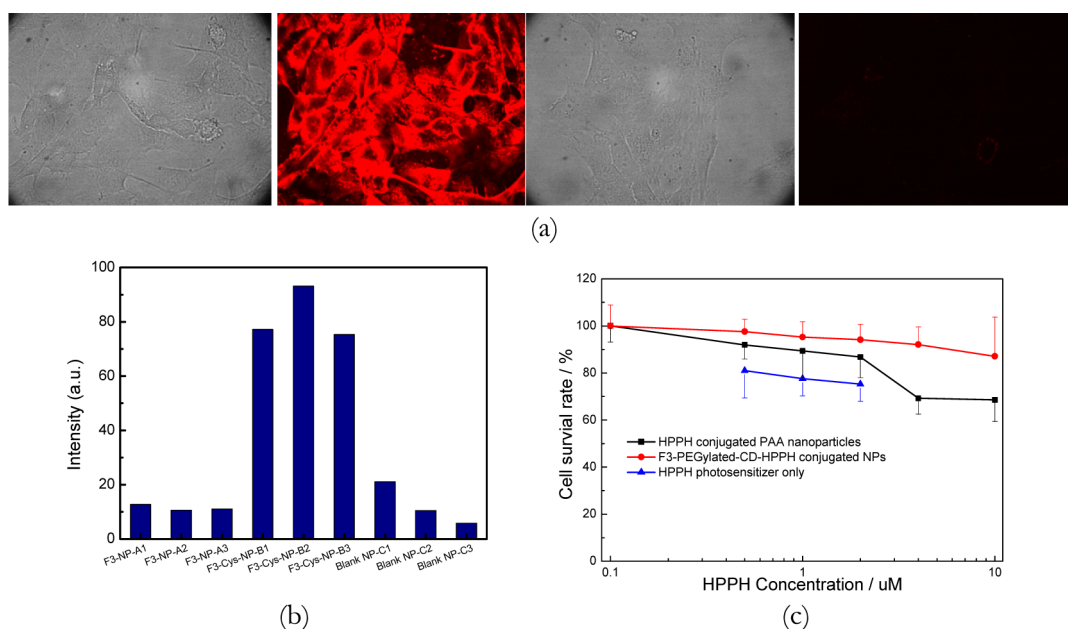 (a)
100
80
60
40
20
0
Intensity (a.u.)
F3-NP-A1
F3-NP-A2
F3-NP-A3
F3-Cys-NP-B1
F3-Cys-NP-B2
F3-Cys-NP-B3
Blank NP-C1
Blank NP-C2
Blank NP-C3
(b)
120
100
80
60
40
20
0
Cell survial rate / %
HPPH conjugated PAA nanoparticles
F3-PEGylated-CD-HPPH conjugated NPs
HPPH photosensitizer only
0.1
1
10
HPPH Concentration / uM
(c)